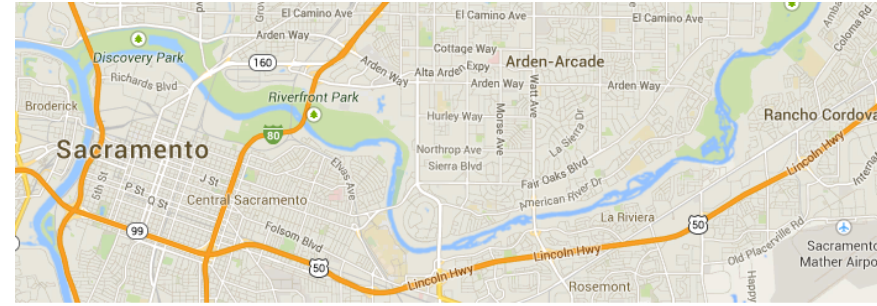 El Camino Ave
El Camino Ave
El Camino Ave
Arden Way
Cottage Way
Discovery Park
160
Arden Way
Alta Arden Expy
Arden-Arcade
Coloma Rd
Richards Blvd
Arden Way
Watt Ave
Morse Ave
Broderick
Riverfront Park
Hurley Way
Rancho Cordova
80
La Sierra Dr
Sacramento
Northrop Ave
Sierra Blvd
Elvas Ave
Fair Oaks Blvd
Lincoln Hwy
5th St
P St
Q St
J St
Central Sacramento
American River Dr
La Riviera
50
99
Folsom Blvd
Old Placerville Rd
50
Lincoln Hwy
Lincoln Hwy
Sacramento
Mather Airpo
Rosemont
Happy